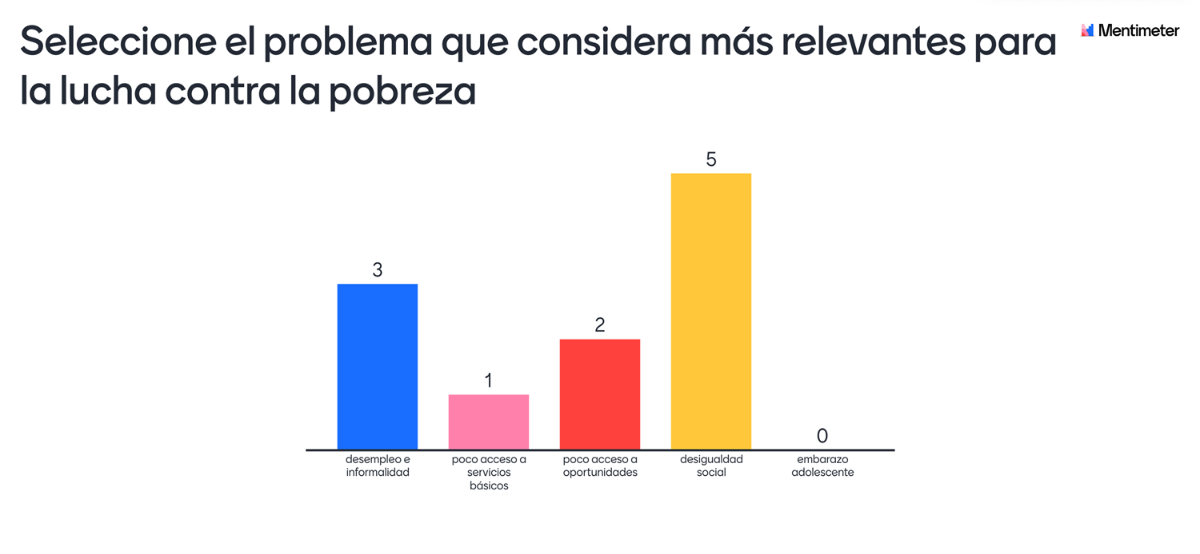 Seleccione el problema que considera más relevantes para
la lucha contra la pobreza
Mentimeter
3
1
2
5
0
desempleo e
informalidad
poco acceso a
servicios
básicos
poco acceso a
oportunidades
desigualdad
social
embarazo
adolescente